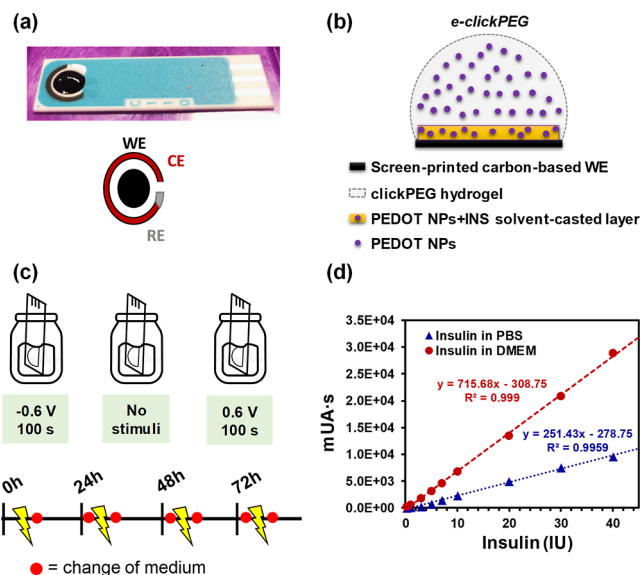 (a)
C110
WE
CE
RE
(b)
e-clickPEG
Screen-printed carbon-based WE
clickPEG hydrogel
PEDOT NPs+INS solvent-casted layer
PEDOT NPs
(c)
-0.6 V
100 s
No
stimuli
0.6 V
100 s
0h
24h
48h
72h
= change of medium
(d)
mUA·s
3.5E+04
3.0E+04
2.5E+04
2.0E+04
1.5E+04
1.0E+04
5.0E+03
0.0E+00
Insulin in PBS
Insulin in DMEM
y = 715.68x - 308.75
R² = 0.999
y = 251.43x - 278.75
R² = 0.9959
0 10 20 30 40
Insulin (IU)